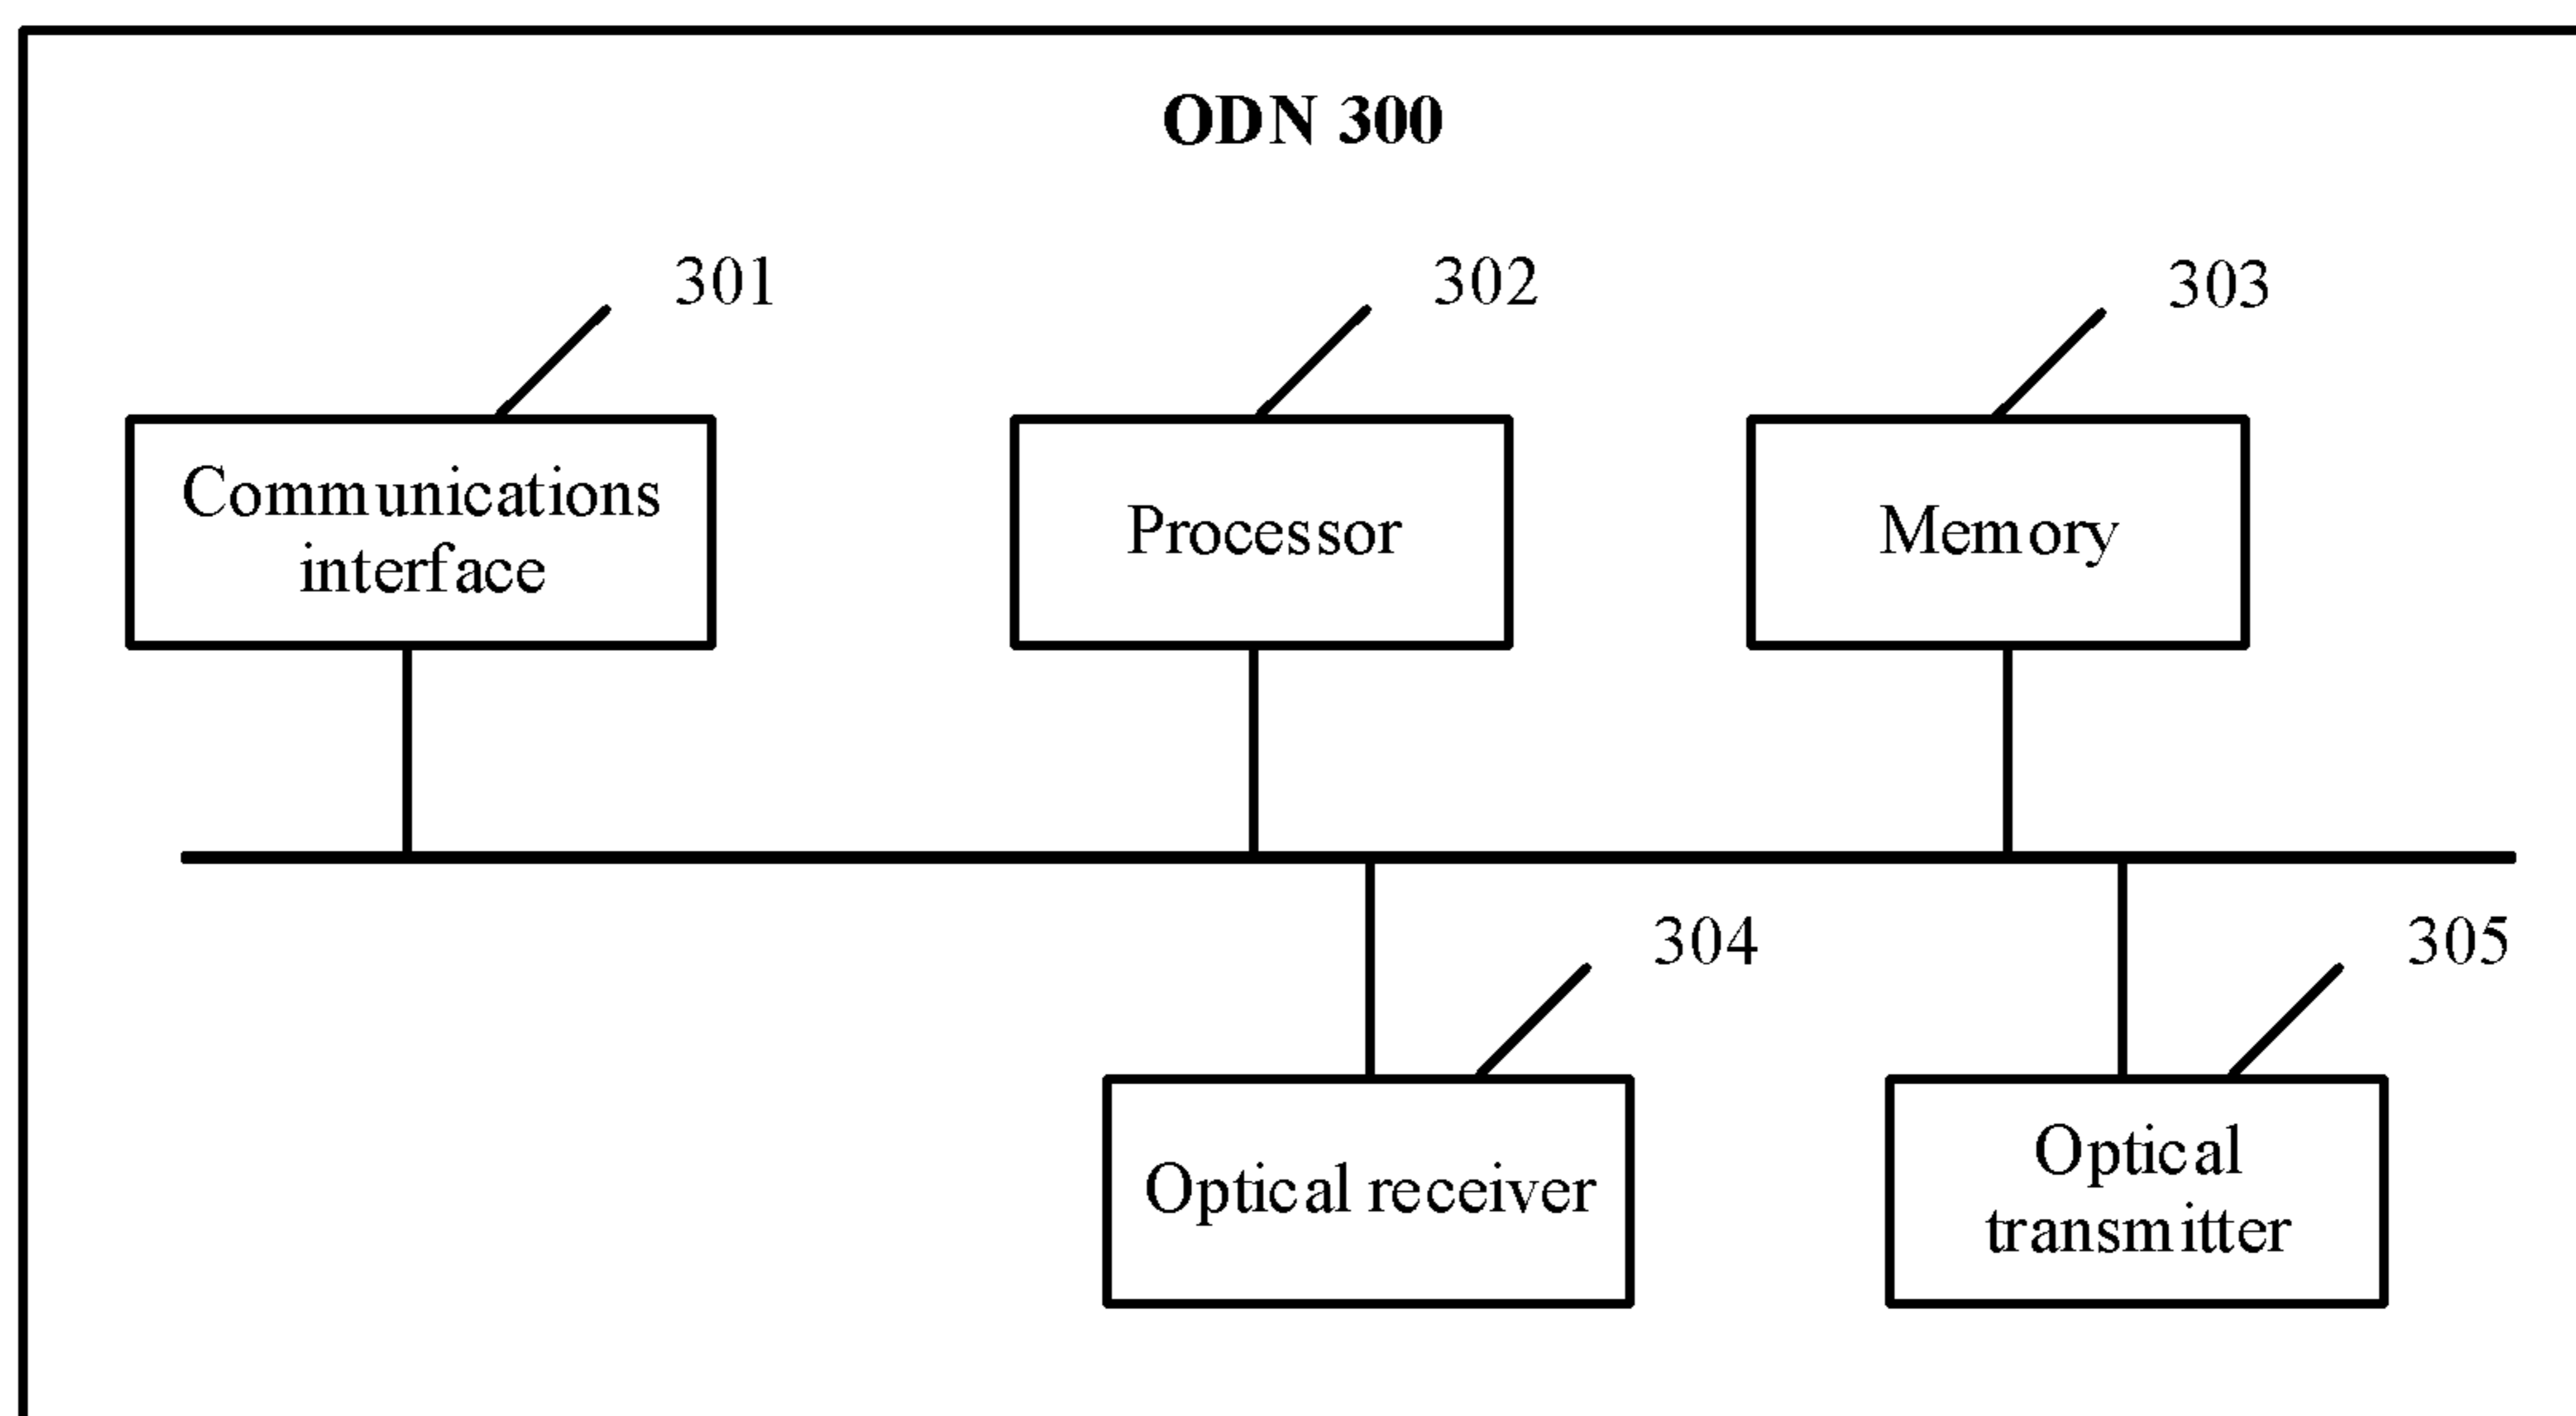 ODN 300
301
302
303
Communications
interface
Processor
Memory
304
305
Optical receiver
Optical
transmitter